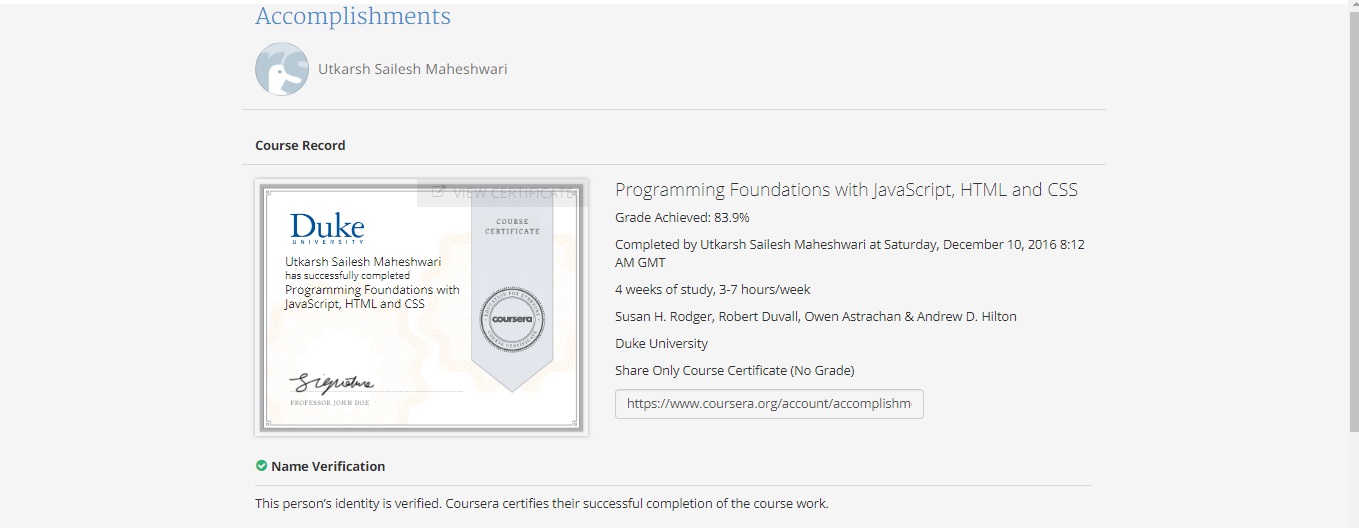 Accomplishments
Utkarsh Sailesh Maheshwari
Course Record
VIEW CERTIFICATE
Duke
UNIVERSITY
Utkarsh Sailesh Maheshwari
has successfully completed
Programming Foundations with
JavaScript, HTML and CSS
COURSE
CERTIFICATE
EDUCATION FOR EVERYONE
coursera
COURSE CERTIFICATE
Signature
PROFESSOR JOHN DOE
Programming Foundations with JavaScript, HTML and CSS
Grade Achieved: 83.9%
Completed by Utkarsh Sailesh Maheshwari at Saturday, December 10, 2016 8:12
AM GMT
4 weeks of study, 3-7 hours/week
Susan H. Rodger, Robert Duvall, Owen Astrachan & Andrew D. Hilton
Duke University
Share Only Course Certificate (No Grade)
https://www.coursera.org/account/accomplishm
Name Verification
This person's identity is verified. Coursera certifies their successful completion of the course work.